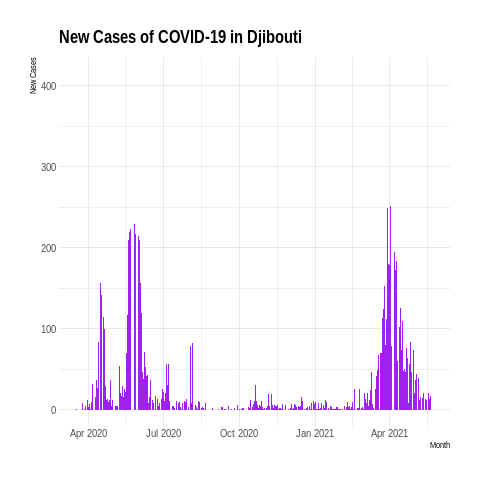 New Cases of COVID-19 in Djibouti
New Cases
400
300
200
100
0
Apr 2020 Jul 2020 Oct 2020 Jan 2021 Apr 2021
Month